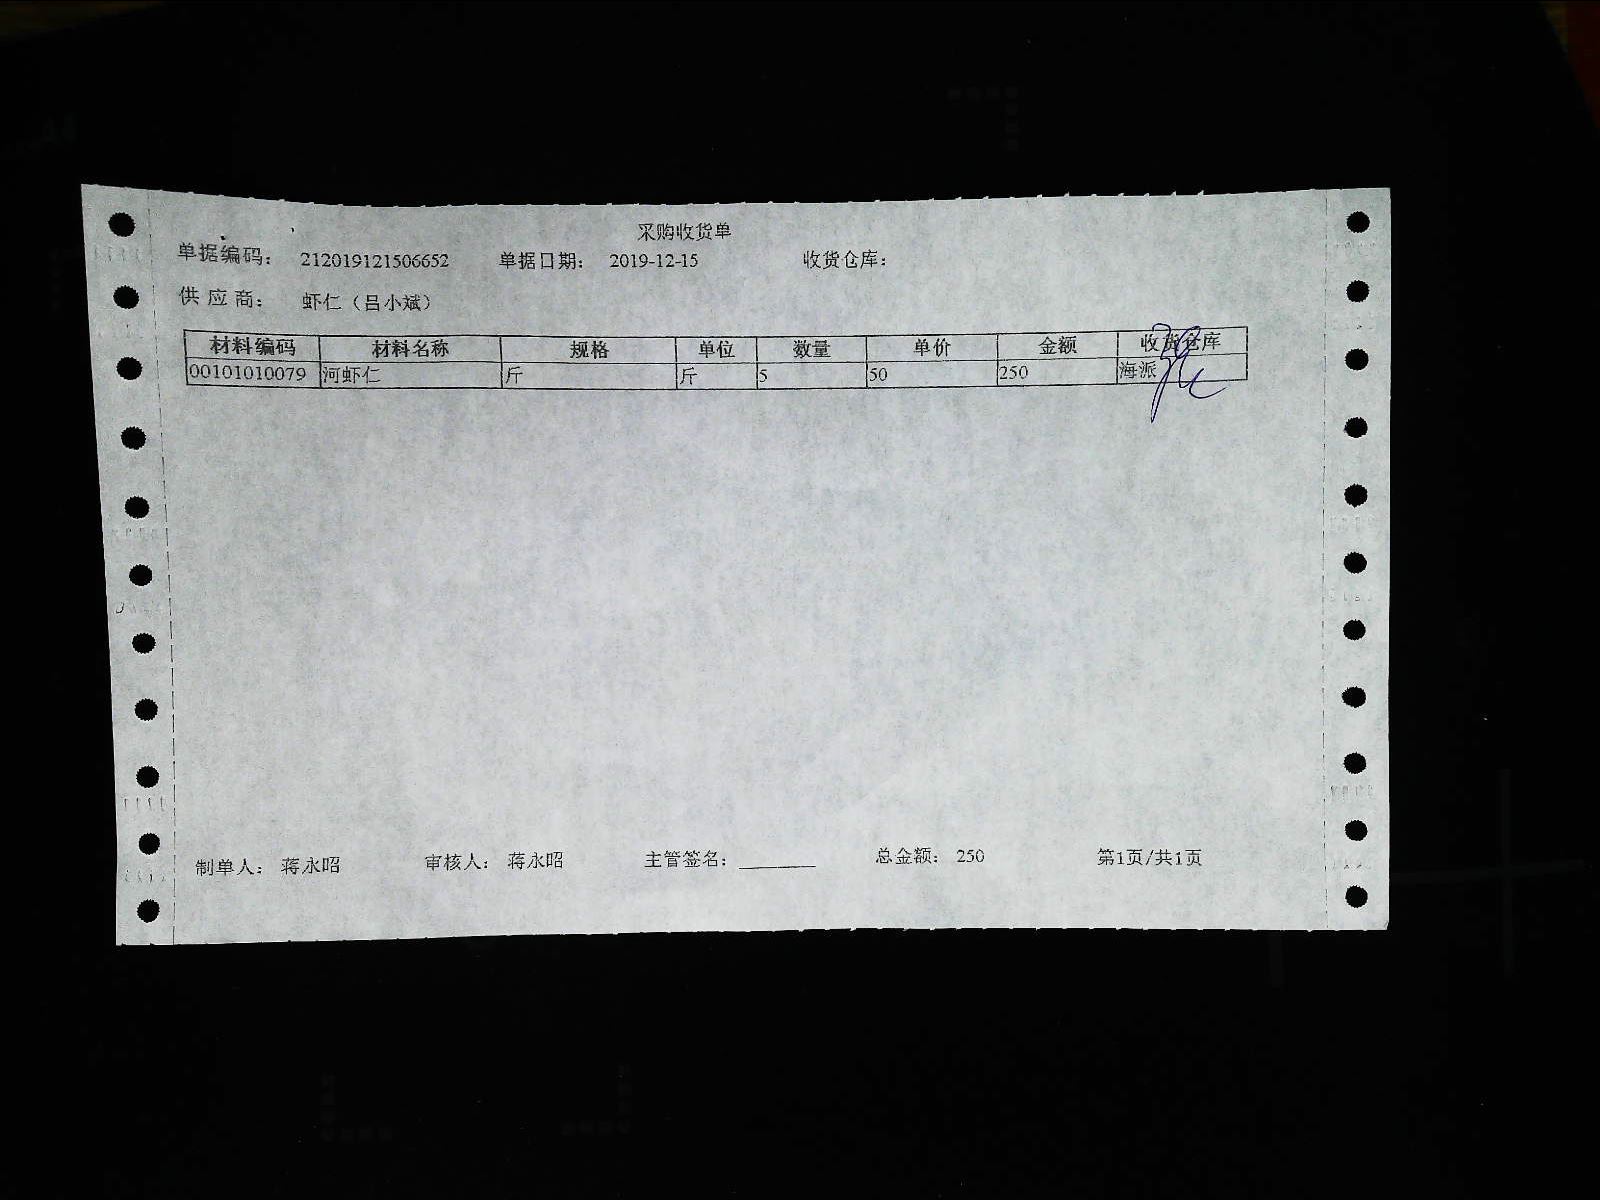 采购收货单
单据编码： 212019121506652 单据日期： 2019-12-15 收货仓库：
供应商： 虾仁（吕小斌）
材料编码 材料名称 规格 单位 数量 单价 金额 收货仓库
00101010079 河虾仁 斤 斤 5 50 250 海派
制单人： 蒋永昭 审核人： 蒋永昭 主管签名： 总金额： 250 第1页/共1页